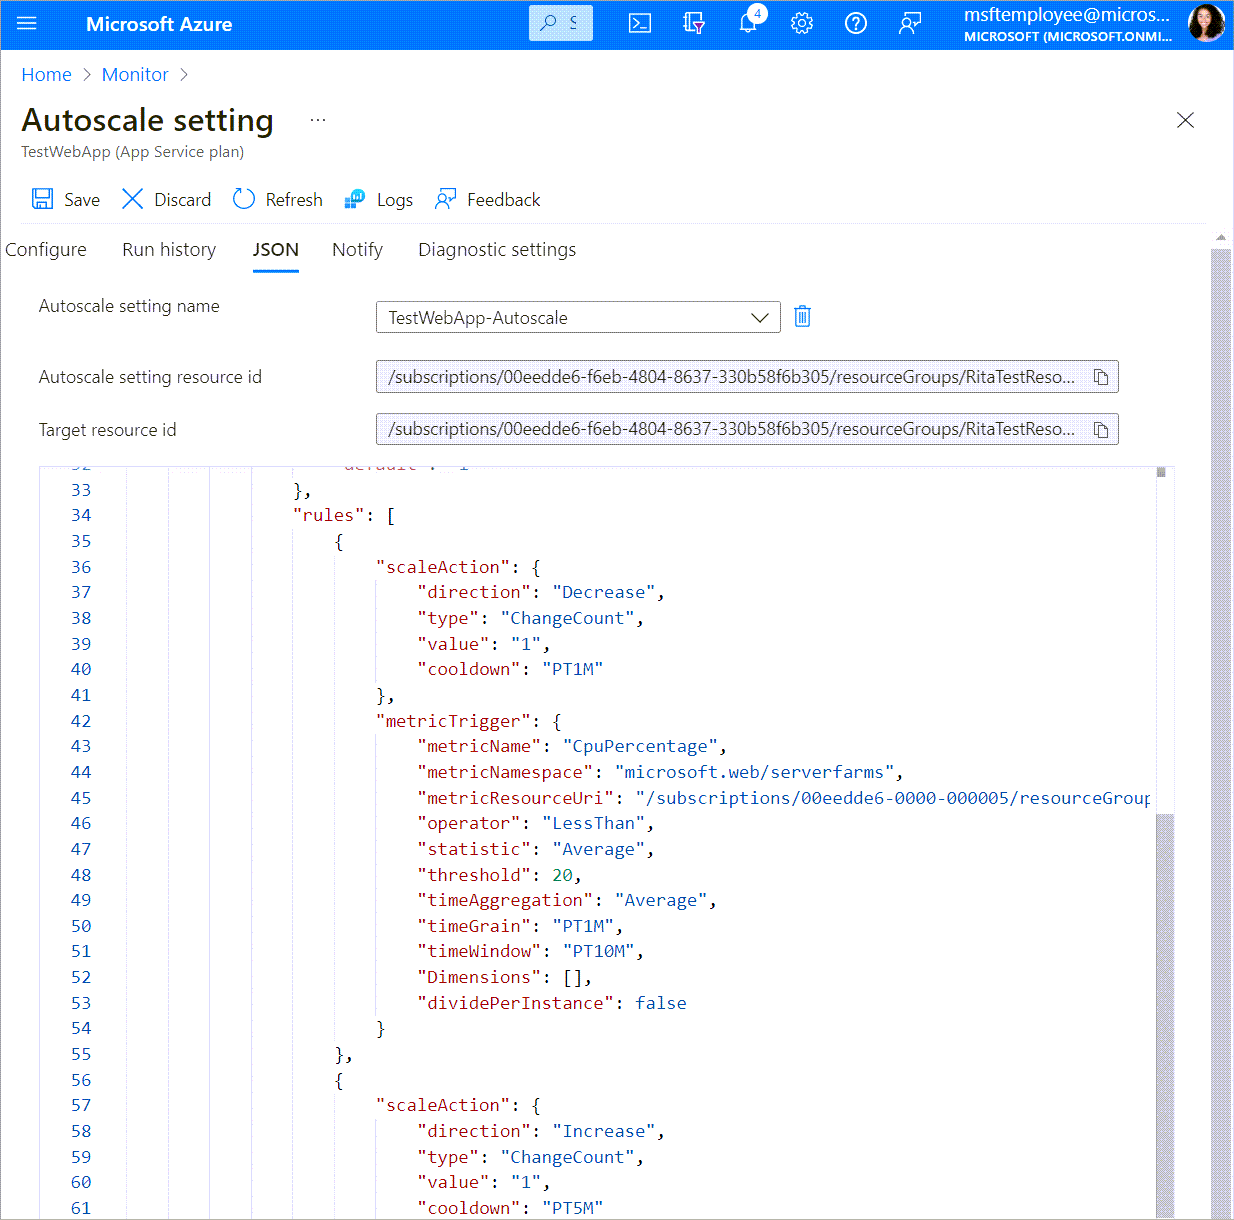 Microsoft Azure
S
4
msftemployee@micros...
MICROSOFT (MICROSOFT.ONMI...
Home > Monitor >
Autoscale setting ...
TestWebApp (App Service plan)
Save Discard Refresh Logs Feedback
Configure Run history JSON Notify Diagnostic settings
Autoscale setting name TestWebApp-Autoscale
Autoscale setting resource id /subscriptions/00eedde6-f6eb-4804-8637-330b58f6b305/resourceGroups/RitaTestReso...
Target resource id /subscriptions/00eedde6-f6eb-4804-8637-330b58f6b305/resourceGroups/RitaTestReso...
33 },
34 "rules": [
35 {
36 "scaleAction": {
37 "direction": "Decrease",
38 "type": "ChangeCount",
39 "value": "1",
40 "cooldown": "PT1M"
41 },
42 "metricTrigger": {
43 "metricName": "CpuPercentage",
44 "metricNamespace": "microsoft.web/serverfarms",
45 "metricResourceUri": "/subscriptions/00eedde6-0000-000005/resourceGroup
46 "operator": "LessThan",
47 "statistic": "Average",
48 "threshold": 20,
49 "timeAggregation": "Average",
50 "timeGrain": "PT1M",
51 "timeWindow": "PT10M",
52 "Dimensions": [],
53 "dividePerInstance": false
54 }
55 },
56 {
57 "scaleAction": {
58 "direction": "Increase",
59 "type": "ChangeCount",
60 "value": "1",
61 "cooldown": "PT5M"